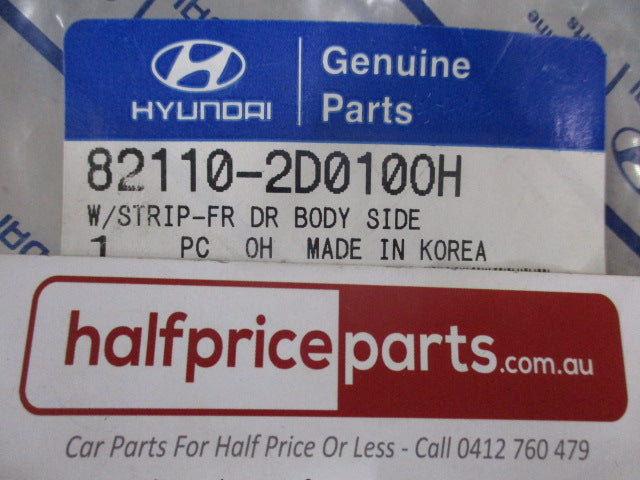 HYUNDAI
Genuine
Parts
82110-2D0100H
W/STRIP-FR DR BODY SIDE
1 PC OH MADE IN KOREA
halfpriceparts.com.au
Car Parts For Half Price Or Less - Call 0412 760 479